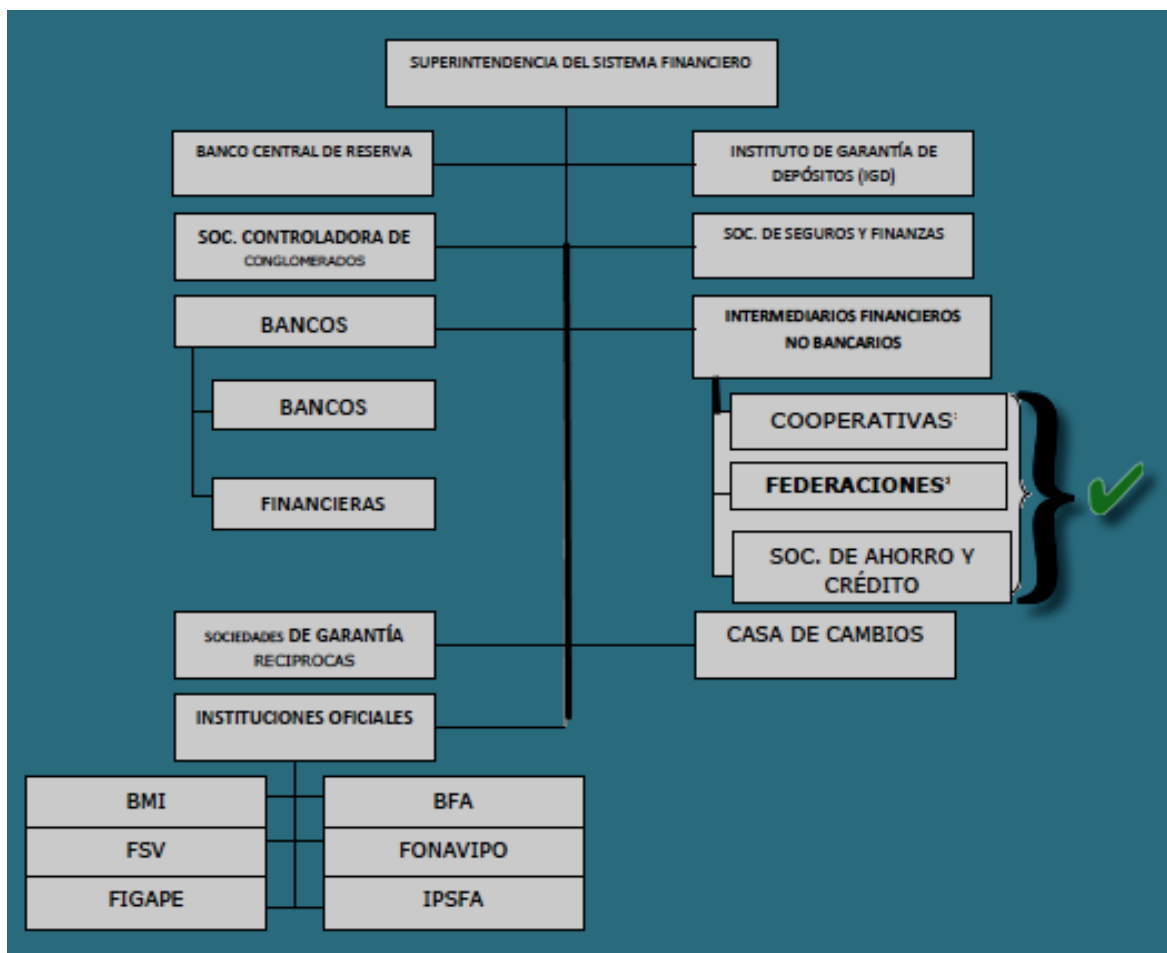 SUPERINTENDENCIA DEL SISTEMA FINANCIERO
BANCO CENTRAL DE RESERVA
INSTITUTO DE GARANTÍA DE
DEPÓSITOS (IGD)
SOC. CONTROLADORA DE
CONGLOMERADOS
SOC. DE SEGUROS Y FINANZAS
BANCOS
INTERMEDIARIOS FINANCIEROS
NO BANCARIOS
BANCOS
FINANCIERAS
COOPERATIVAS
FEDERACIONES³
SOC. DE AHORRO Y
CRÉDITO
SOCIEDADES DE GARANTÍA
RECIPROCAS
CASA DE CAMBIOS
INSTITUCIONES OFICIALES
BMI
BFA
FSV
FONAVIPO
FIGAPE
IPSFA